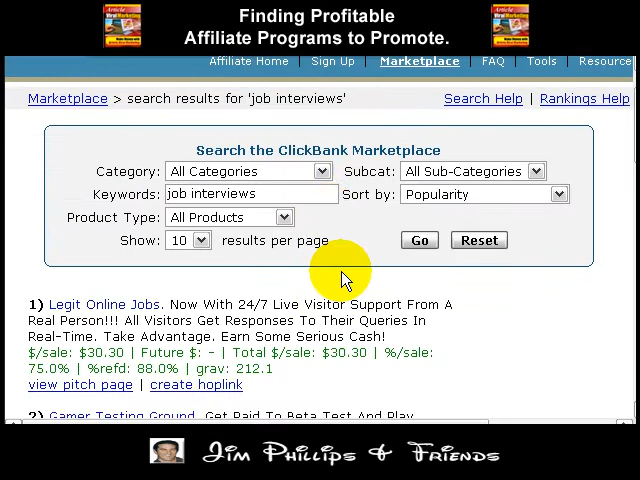 Finding Profitable
Affiliate Programs to Promote.
Affiliate Home | Sign Up | Marketplace | FAQ | Tools | Resource
Marketplace > search results for 'job interviews' Search Help | Rankings Help
Search the ClickBank Marketplace
Category: All Categories Subcat: All Sub-Categories
Keywords: job interviews Sort by: Popularity
Product Type: All Products
Show: 10 results per page Go Reset
1) Legit Online Jobs. Now With 24/7 Live Visitor Support From A
Real Person!!! All Visitors Get Responses To Their Queries In
Real-Time. Take Advantage. Earn Some Serious Cash!
$/sale: $30.30 | Future $: - | Total $/sale: $30.30 | %/sale:
75.0% | %refd: 88.0% | grav: 212.1
view pitch page | create hoplink
2) Gamer Testing Ground. Get Paid To Beta Test And Play
Jim Phillips & Friends